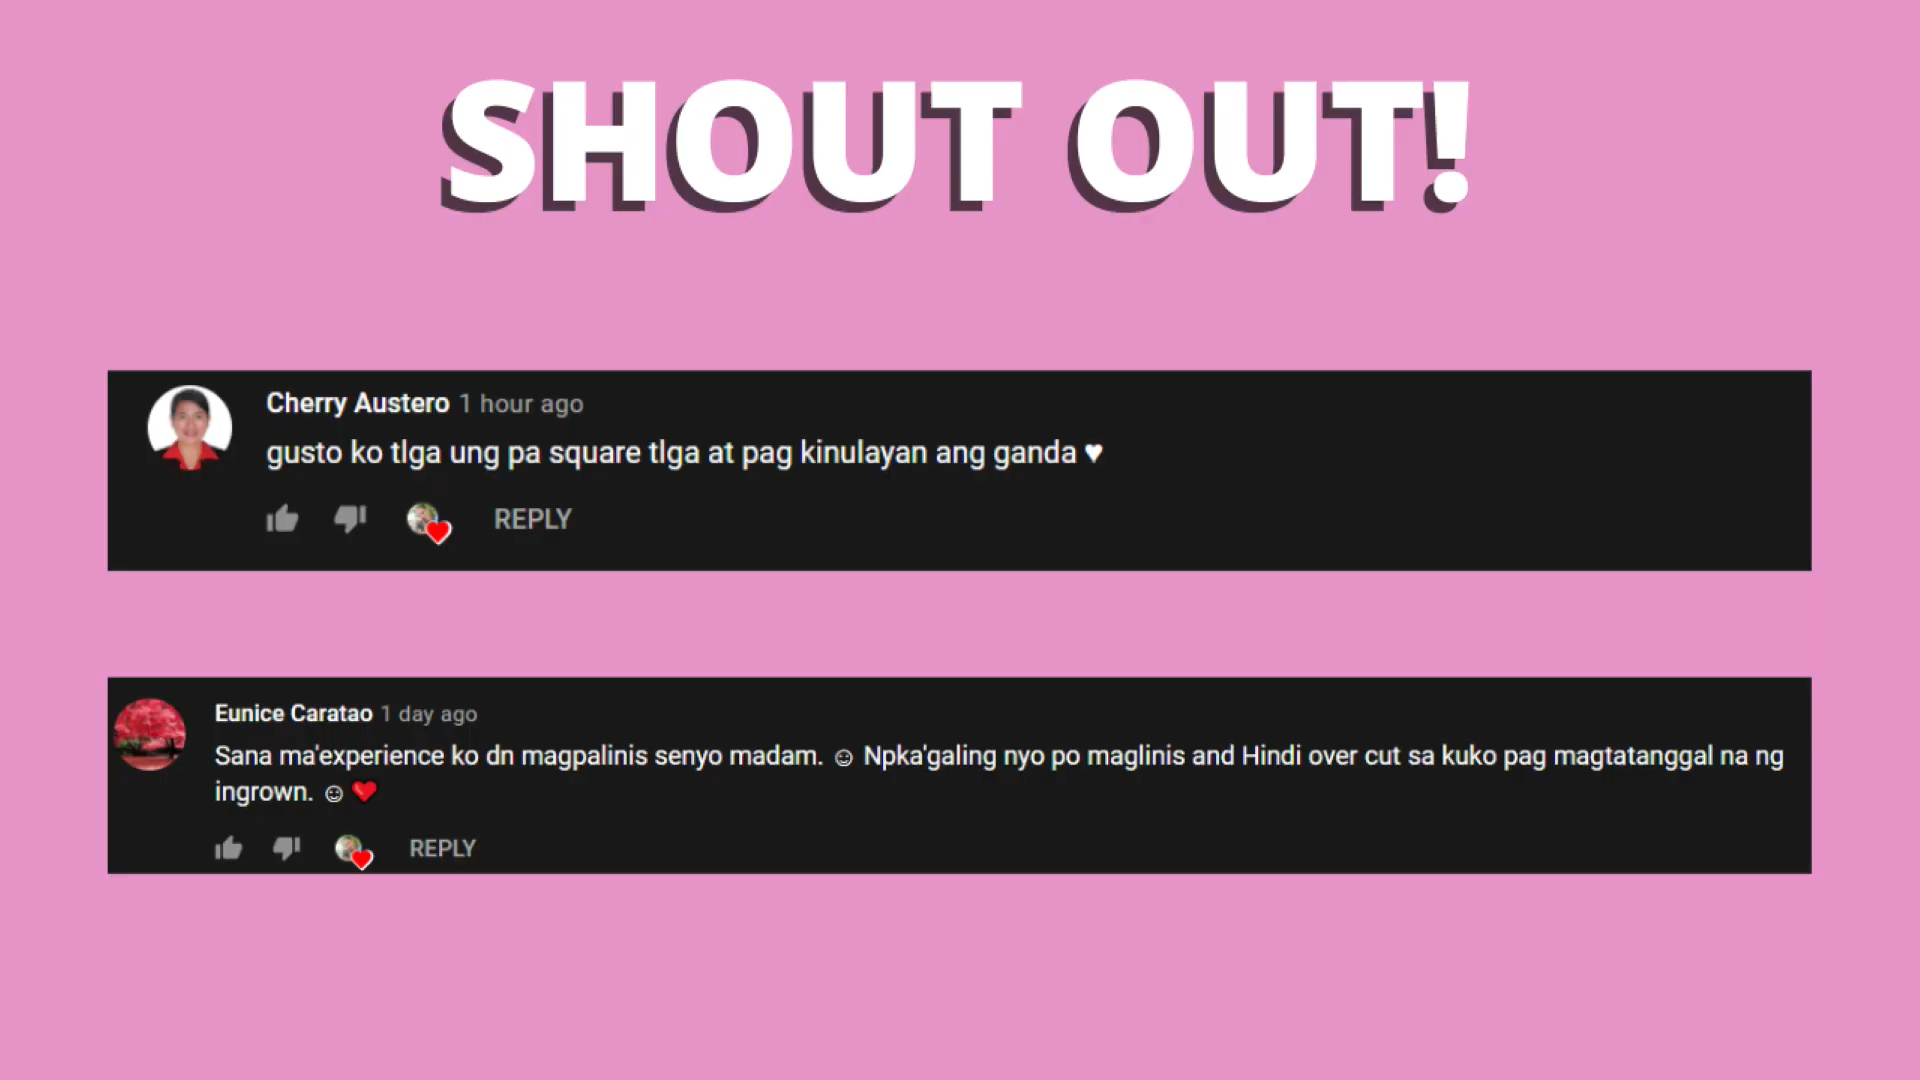 SHOUT OUT!
Cherry Austero 1 hour ago
gusto ko tlga ung pa square tlga at pag kinulayan ang ganda ♥
REPLY
Eunice Caratao 1 day ago
Sana ma'experience ko dn magpalinis senyo madam. ☺ Npka'galing nyo po maglinis and Hindi over cut sa kuko pag magtatanggal na ng
ingrown. ☺ ❤
REPLY